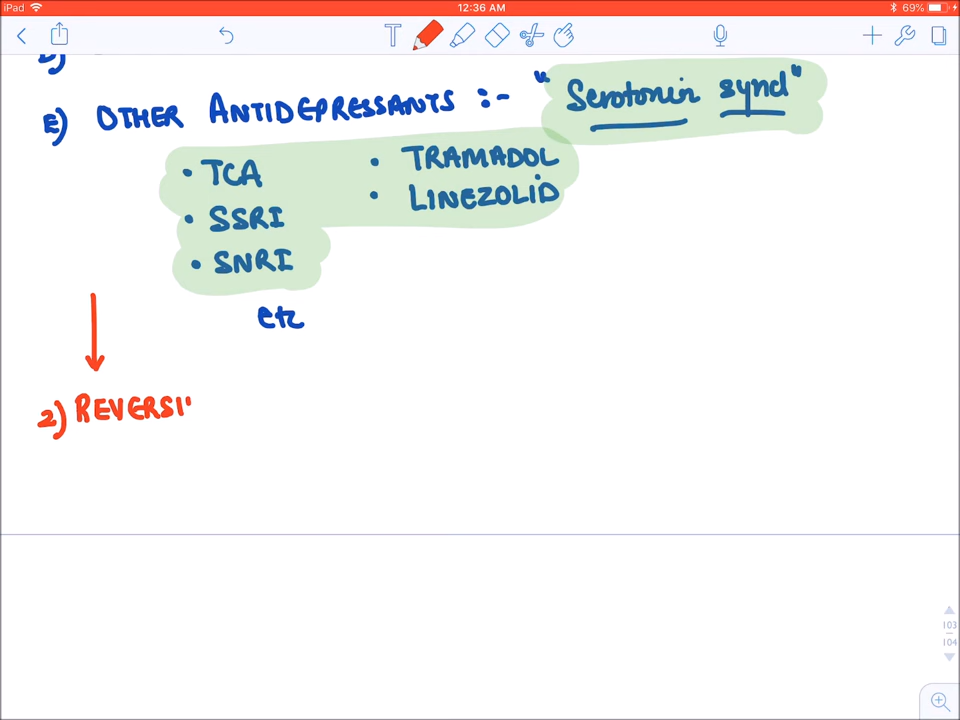 iPad 12:36 AM 69%
T
E) OTHER ANTIDEPRESSANTS :- "Serotonin synd"
• TCA • TRAMADOL
• SSRI • LINEZOLID
• SNRI
etc
2) REVERSI
103
104